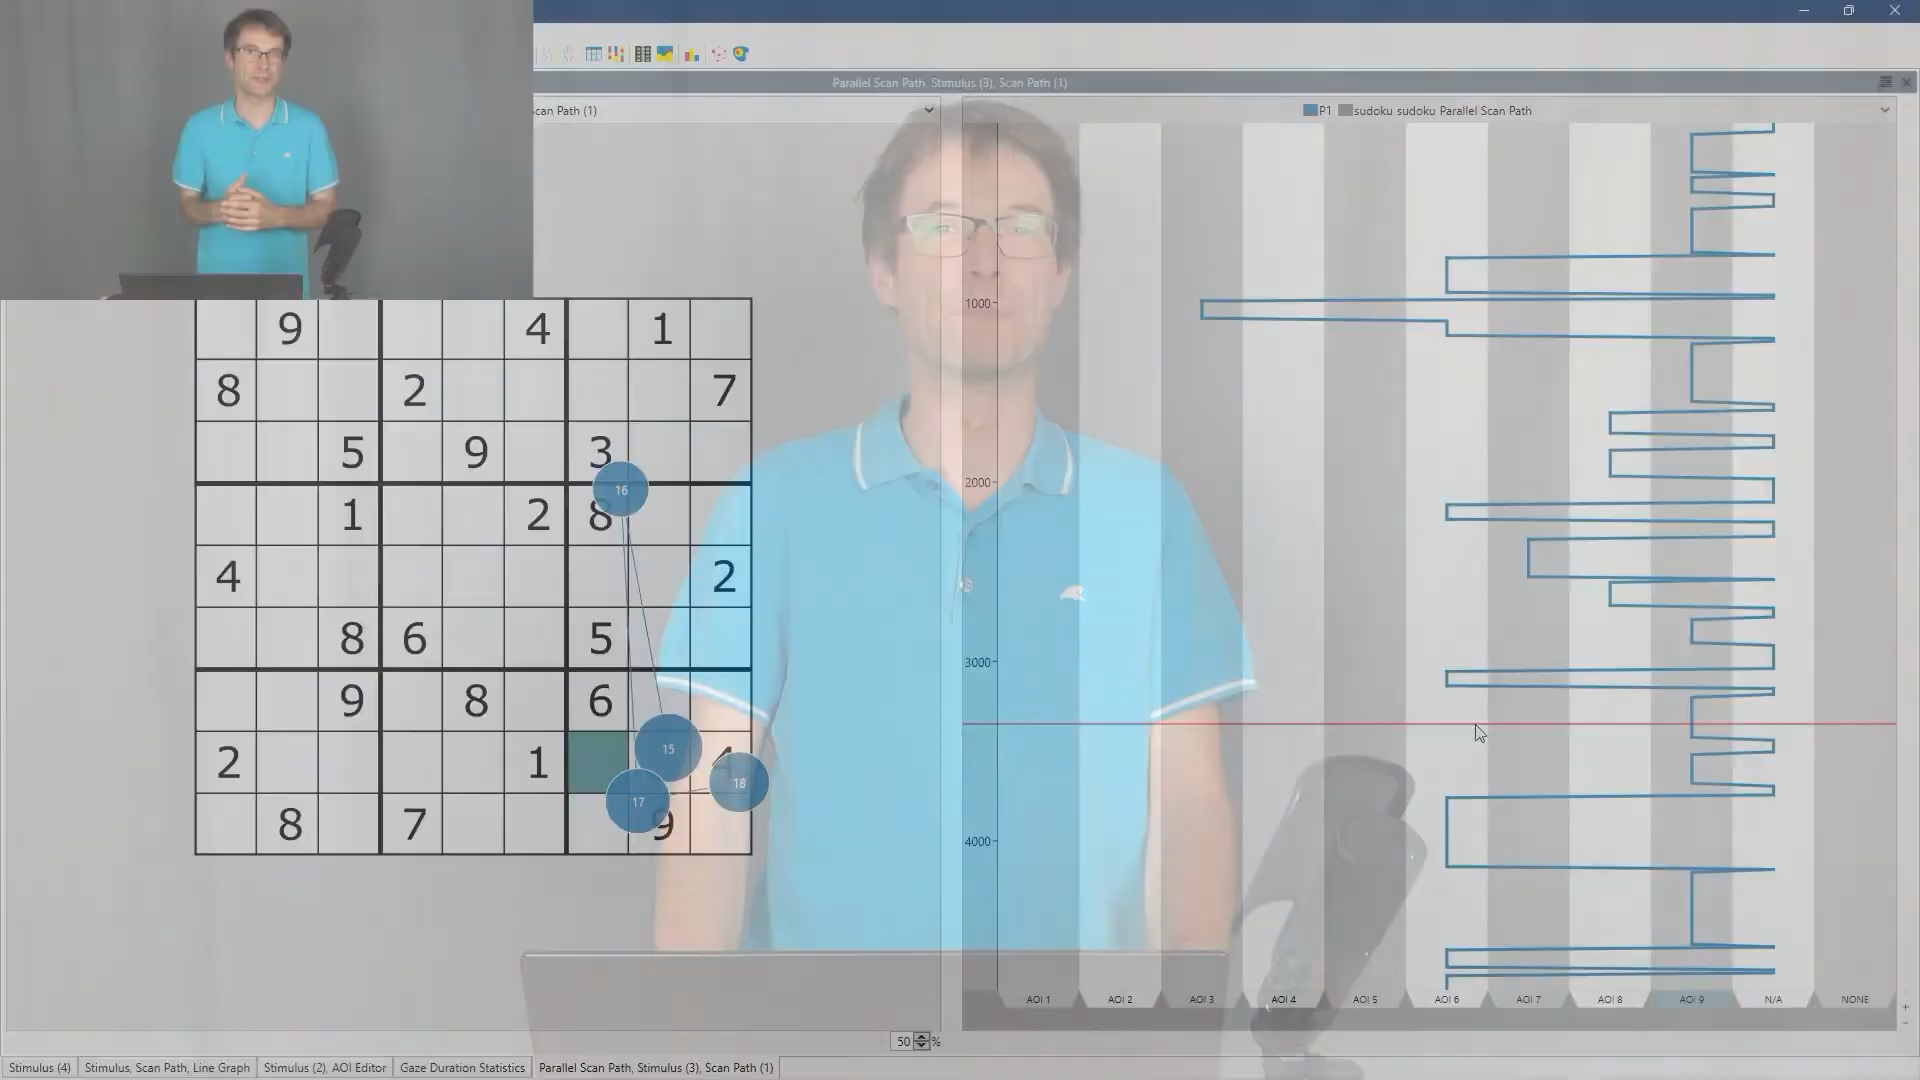 Parallel Scan Path, Stimulus (3), Scan Path (1)
Scan Path (1)
P1 sudoku sudoku Parallel Scan Path
9 4 1
8 2 7
5 9 3
16
1 2 8
4 2
8 6 5
9 8 6
15
2 1 4
18
17
8 7 9
1000
2000
3000
4000
AOI 1 AOI 2 AOI 3 AOI 4 AOI 5 AOI 6 AOI 7 AOI 8 AOI 9 N/A NONE
50 %
Stimulus (4) Stimulus, Scan Path, Line Graph Stimulus (2), AOI Editor Gaze Duration Statistics Parallel Scan Path, Stimulus (3), Scan Path (1)